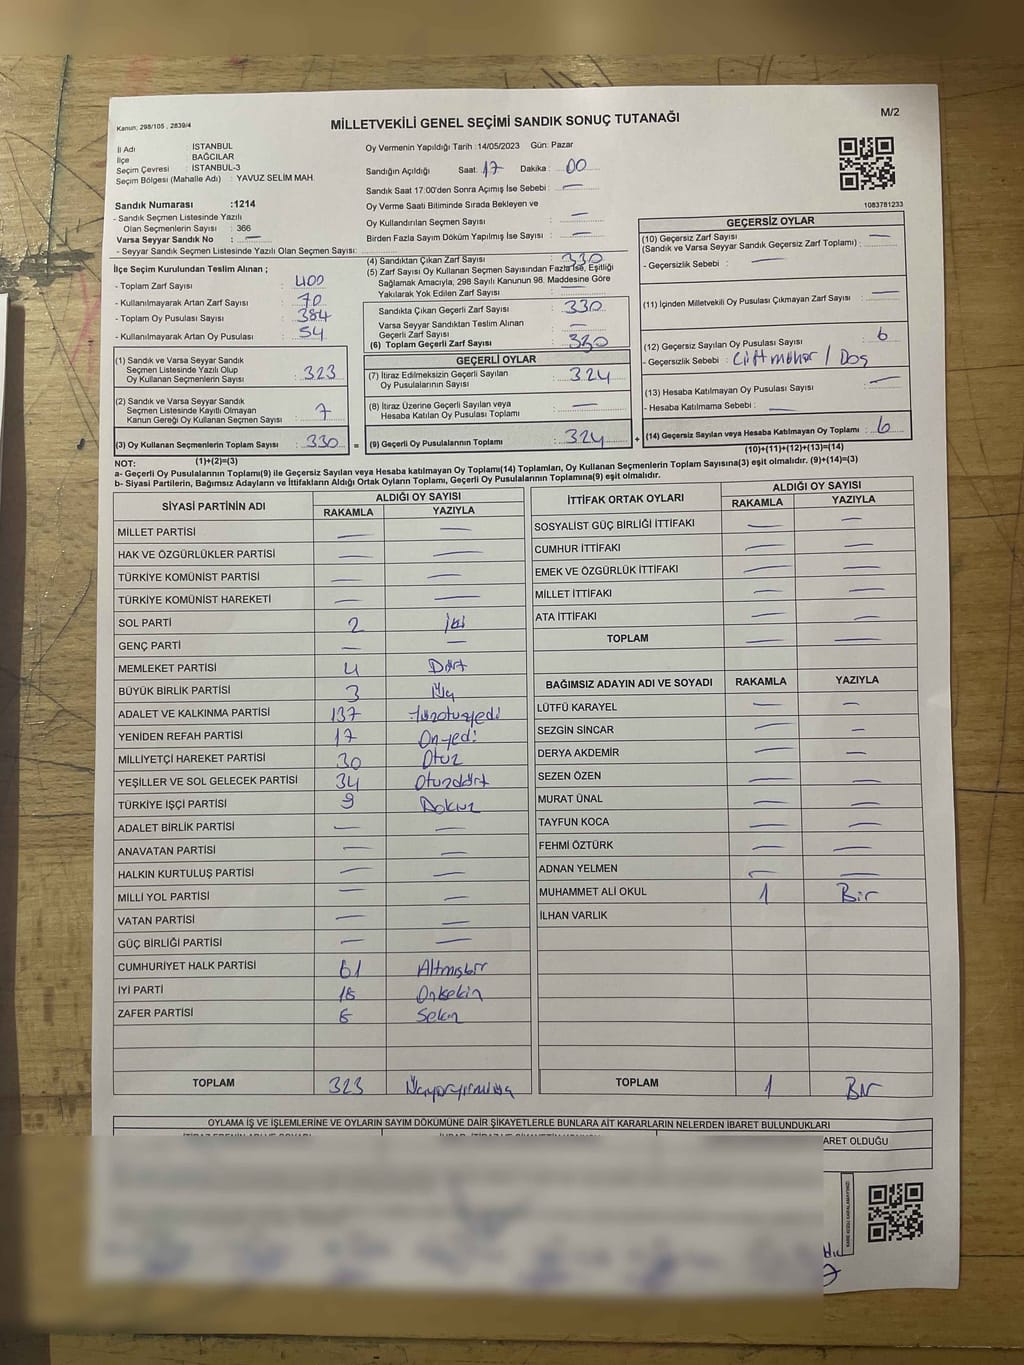 Kanun: 298/105 , 2839/4
MİLLETVEKİLİ GENEL SEÇİMİ SANDIK SONUÇ TUTANAĞI
M/2
İl Adı : İSTANBUL
İlçe : BAĞCILAR
Seçim Çevresi : İSTANBUL-3
Seçim Bölgesi (Mahalle Adı) : YAVUZ SELİM MAH.
Sandık Numarası :1214
- Sandık Seçmen Listesinde Yazılı
Olan Seçmenlerin Sayısı : 366
Varsa Seyyar Sandık No : —
- Seyyar Sandık Seçmen Listesinde Yazılı Olan Seçmen Sayısı:
Oy Vermenin Yapıldığı Tarih :14/05/2023 Gün: Pazar
Sandığın Açıldığı Saat: 17 Dakika : 00
Sandık Saat 17:00'den Sonra Açımış İse Sebebi : —
Oy Verme Saati Bitiminde Sırada Bekleyen ve
Oy Kullandırılan Seçmen Sayısı : —
Birden Fazla Sayım Döküm Yapılmış İse Sayısı : —
1083781233
İlçe Seçim Kurulundan Teslim Alınan ;
- Toplam Zarf Sayısı : 400
- Kullanılmayarak Artan Zarf Sayısı : 70
- Toplam Oy Pusulası Sayısı : 384
- Kullanılmayarak Artan Oy Pusulası : 54
(4) Sandıktan Çıkan Zarf Sayısı : 330
(5) Zarf Sayısı Oy Kullanan Seçmen Sayısından Fazla İse, Eşitliği
Sağlamak Amacıyla, 298 Sayılı Kanunun 98. Maddesine Göre
Yakılarak Yok Edilen Zarf Sayısı : —
Sandıkta Çıkan Geçerli Zarf Sayısı : 330
Varsa Seyyar Sandıktan Teslim Alınan
Geçerli Zarf Sayısı : —
(6) Toplam Geçerli Zarf Sayısı : 330
GEÇERSİZ OYLAR
(10) Geçersiz Zarf Sayısı
(Sandık ve Varsa Seyyar Sandık Geçersiz Zarf Toplamı) : —
- Geçersizlik Sebebi : —
(11) İçinden Milletvekili Oy Pusulası Çıkmayan Zarf Sayısı : —
(12) Geçersiz Sayılan Oy Pusulası Sayısı : 6
- Geçersizlik Sebebi : Çift mühür /
(13) Hesaba Katılmayan Oy Pusulası Sayısı : —
- Hesaba Katılmama Sebebi : —
(14) Geçersiz Sayılan veya Hesaba Katılmayan Oy Toplamı : 6
(10)+(11)+(12)+(13)=(14)
(1) Sandık ve Varsa Seyyar Sandık
Seçmen Listesinde Yazılı Olup
Oy Kullanan Seçmenlerin Sayısı : 323
(2) Sandık ve Varsa Seyyar Sandık
Seçmen Listesinde Kayıtlı Olmayan
Kanun Gereği Oy Kullanan Seçmen Sayısı : 7
(3) Oy Kullanan Seçmenlerin Toplam Sayısı : 330 =
(1)+(2)=(3)
GEÇERLİ OYLAR
(7) İtiraz Edilmeksizin Geçerli Sayılan
Oy Pusulalarının Sayısı : 324
(8) İtiraz Üzerine Geçerli Sayılan veya
Hesaba Katılan Oy Pusulası Toplamı : —
(9) Geçerli Oy Pusulalarının Toplamı : 324 +
NOT:
a- Geçerli Oy Pusulalarının Toplamı(9) ile Geçersiz Sayılan veya Hesaba katılmayan Oy Toplamı(14) Toplamları, Oy Kullanan Seçmenlerin Toplam Sayısına(3) eşit olmalıdır. (9)+(14)=(3)
b- Siyasi Partilerin, Bağımsız Adayların ve İttifakların Aldığı Ortak Oyların Toplamı, Geçerli Oy Pusulalarının Toplamına(9) eşit olmalıdır.
SİYASİ PARTİNİN ADI ALDIĞI OY SAYISI
RAKAMLA YAZIYLA
MİLLET PARTİSİ — —
HAK VE ÖZGÜRLÜKLER PARTİSİ — —
TÜRKİYE KOMÜNİST PARTİSİ — —
TÜRKİYE KOMÜNİST HAREKETİ — —
SOL PARTİ 2 İki
GENÇ PARTİ — —
MEMLEKET PARTİSİ 4 Dört
BÜYÜK BİRLİK PARTİSİ 3 Üç
ADALET VE KALKINMA PARTİSİ 137 Yüzotuzyedi
YENİDEN REFAH PARTİSİ 17 Onyedi
MİLLİYETÇİ HAREKET PARTİSİ 30 Otuz
YEŞİLLER VE SOL GELECEK PARTİSİ 34 Otuzdört
TÜRKİYE İŞÇİ PARTİSİ 9 Dokuz
ADALET BİRLİK PARTİSİ — —
ANAVATAN PARTİSİ — —
HALKIN KURTULUŞ PARTİSİ — —
MİLLİ YOL PARTİSİ — —
VATAN PARTİSİ — —
GÜÇ BİRLİĞİ PARTİSİ — —
CUMHURİYET HALK PARTİSİ 61 Altmışbir
İYİ PARTİ 18 Onsekiz
ZAFER PARTİSİ 8 Sekiz
TOPLAM 323 Üçyüzyirmiüç
İTTİFAK ORTAK OYLARI ALDIĞI OY SAYISI
RAKAMLA YAZIYLA
SOSYALİST GÜÇ BİRLİĞİ İTTİFAKI — —
CUMHUR İTTİFAKI — —
EMEK VE ÖZGÜRLÜK İTTİFAKI — —
MİLLET İTTİFAKI — —
ATA İTTİFAKI — —
TOPLAM — —
BAĞIMSIZ ADAYIN ADI VE SOYADI RAKAMLA YAZIYLA
LÜTFÜ KARAYEL — —
SEZGİN SİNCAR — —
DERYA AKDEMİR — —
SEZEN ÖZEN — —
MURAT ÜNAL — —
TAYFUN KOCA — —
FEHMİ ÖZTÜRK — —
ADNAN YELMEN — —
MUHAMMET ALİ OKUL 1 Bir
İLHAN VARLIK
TOPLAM 1 Bir
OYLAMA İŞ VE İŞLEMLERİNE VE OYLARIN SAYIM DÖKÜMÜNE DAİR ŞİKAYETLERLE BUNLARA AİT KARARLARIN NELERDEN İBARET BULUNDUKLARI
ARET OLDUĞU